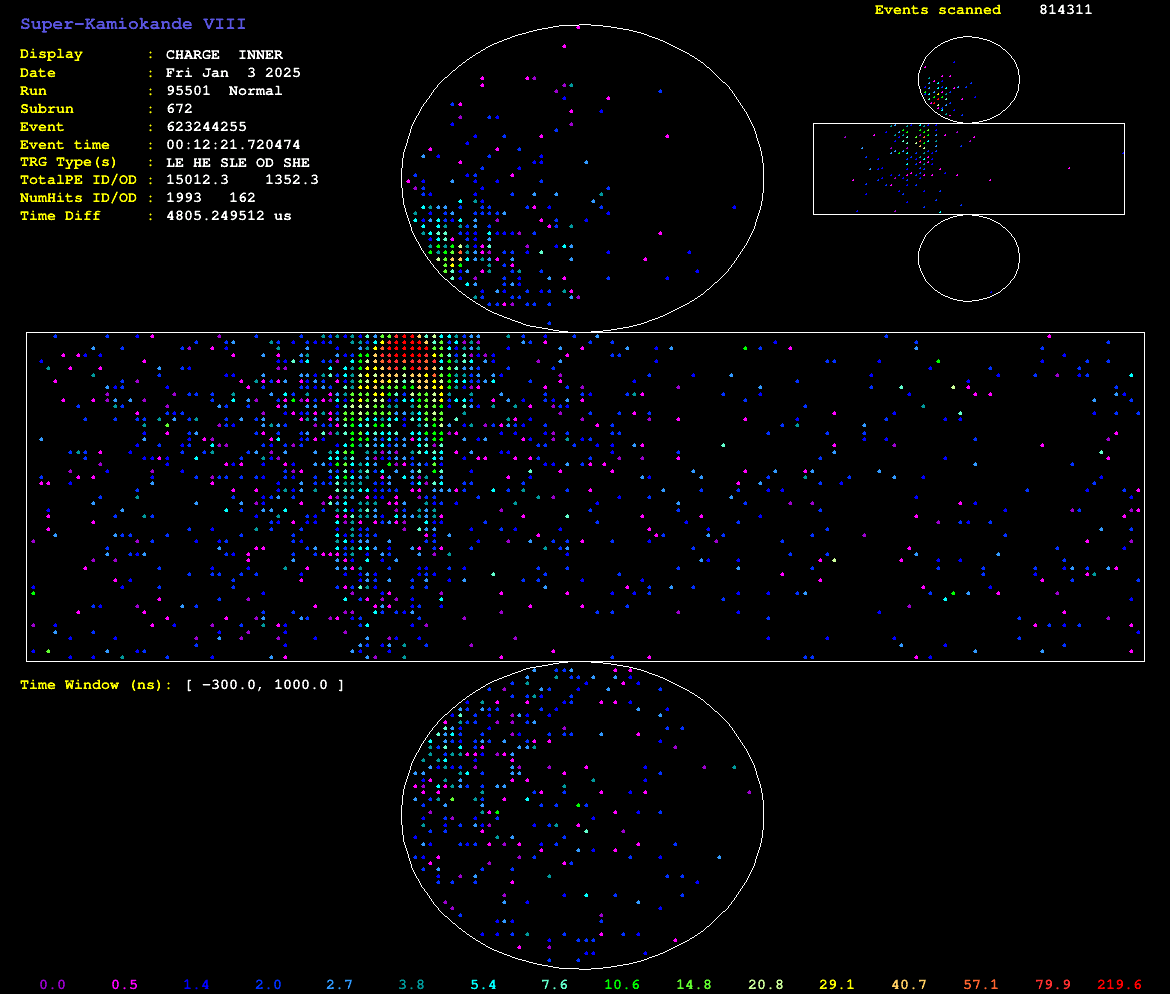 Super-Kamiokande VIII
Events scanned 814311
Display : CHARGE INNER
Date : Fri Jan 3 2025
Run : 95501 Normal
Subrun : 672
Event : 623244255
Event time : 00:12:21.720474
TRG Type(s) : LE HE SLE OD SHE
TotalPE ID/OD : 15012.3 1352.3
NumHits ID/OD : 1993 162
Time Diff : 4805.249512 us
Time Window (ns): [ −300.0, 1000.0 ]
0.0 0.5 1.4 2.0 2.7 3.8 5.4 7.6 10.6 14.8 20.8 29.1 40.7 57.1 79.9 219.6